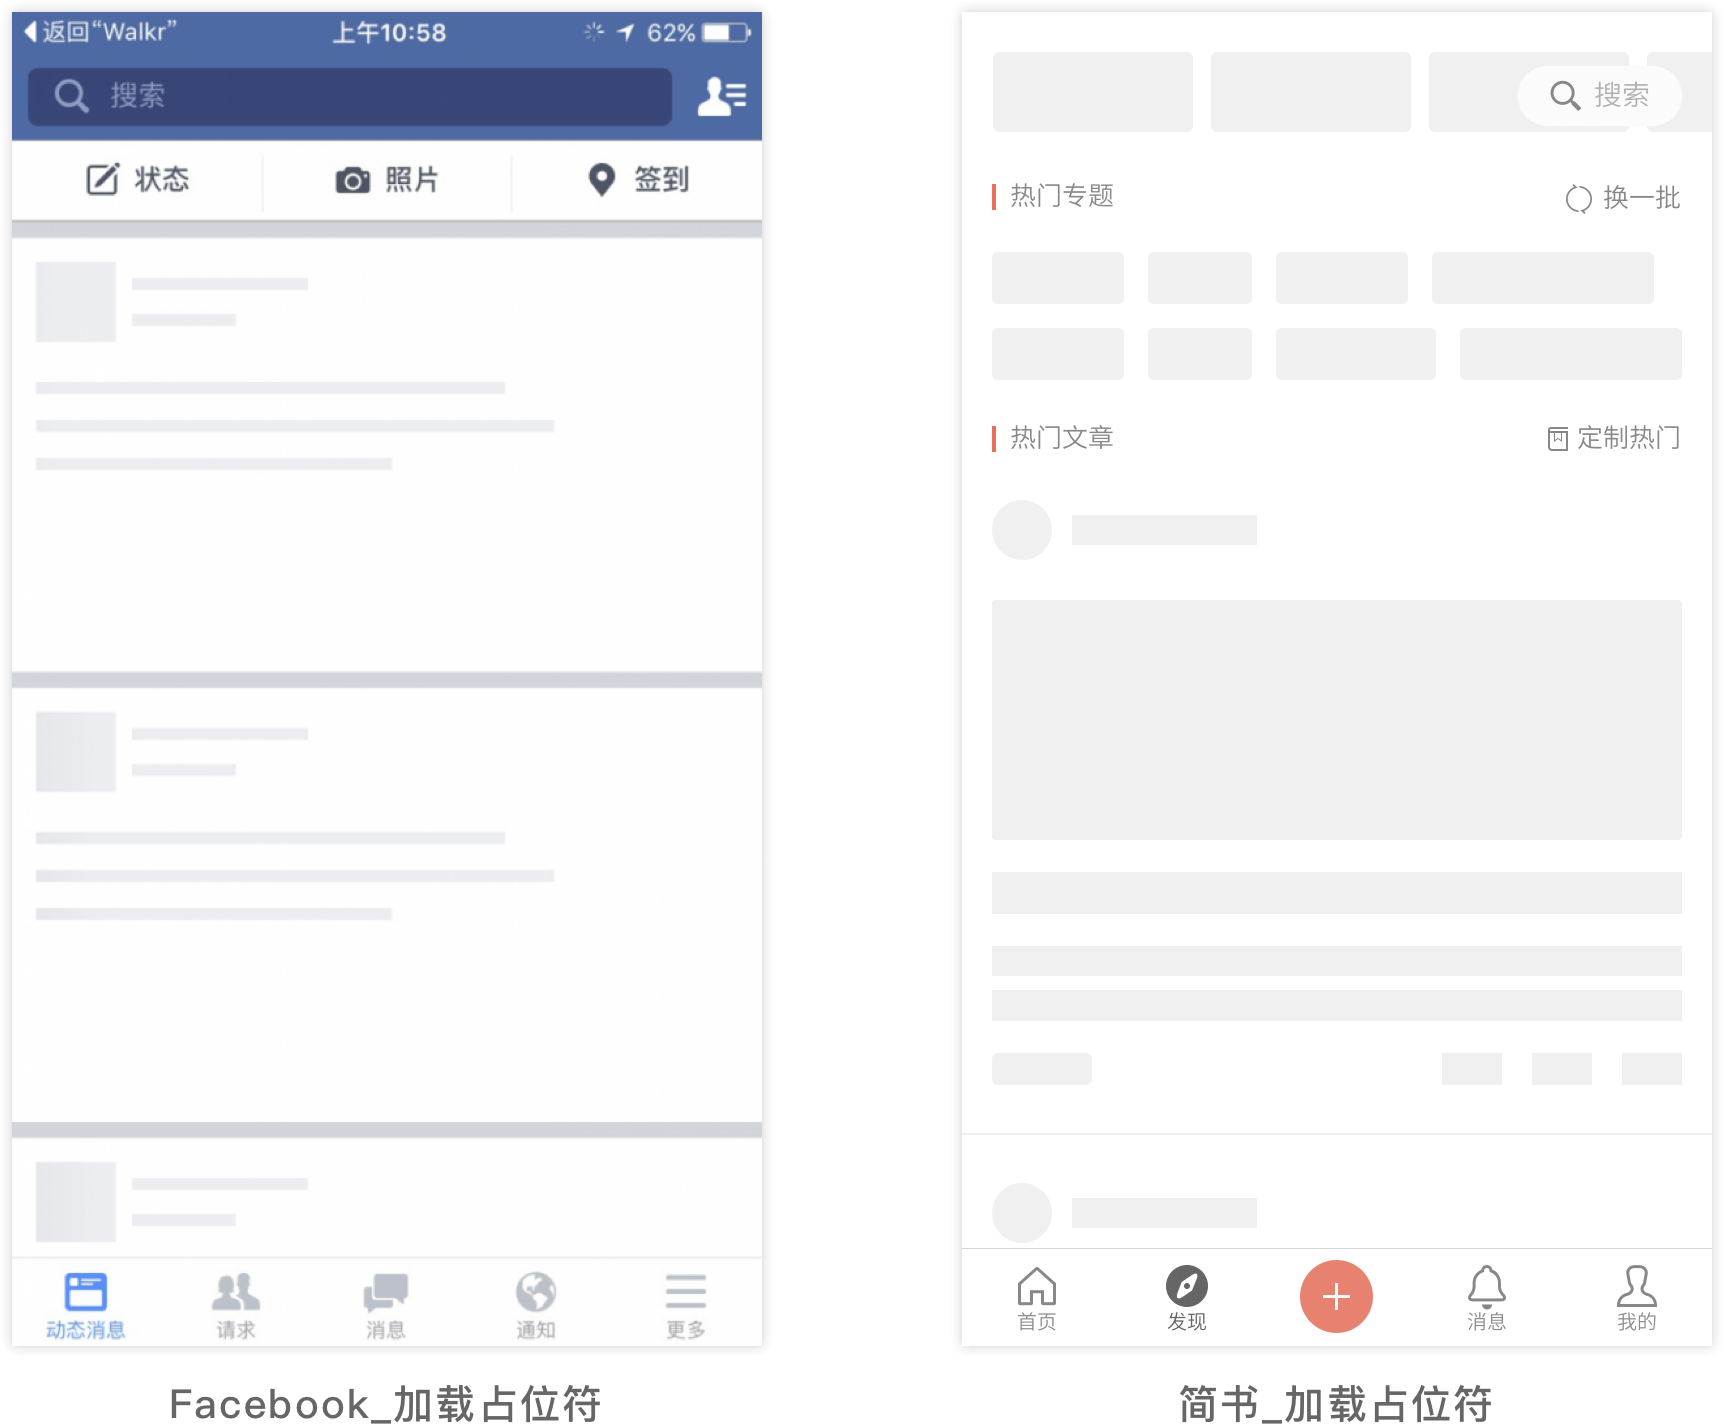 返回“Walkr”
上午10:58
62%
搜索
状态
照片
签到
动态消息
请求
消息
通知
更多
Facebook_加载占位符
搜索
热门专题
换一批
热门文章
定制热门
首页
发现
消息
我的
简书_加载占位符